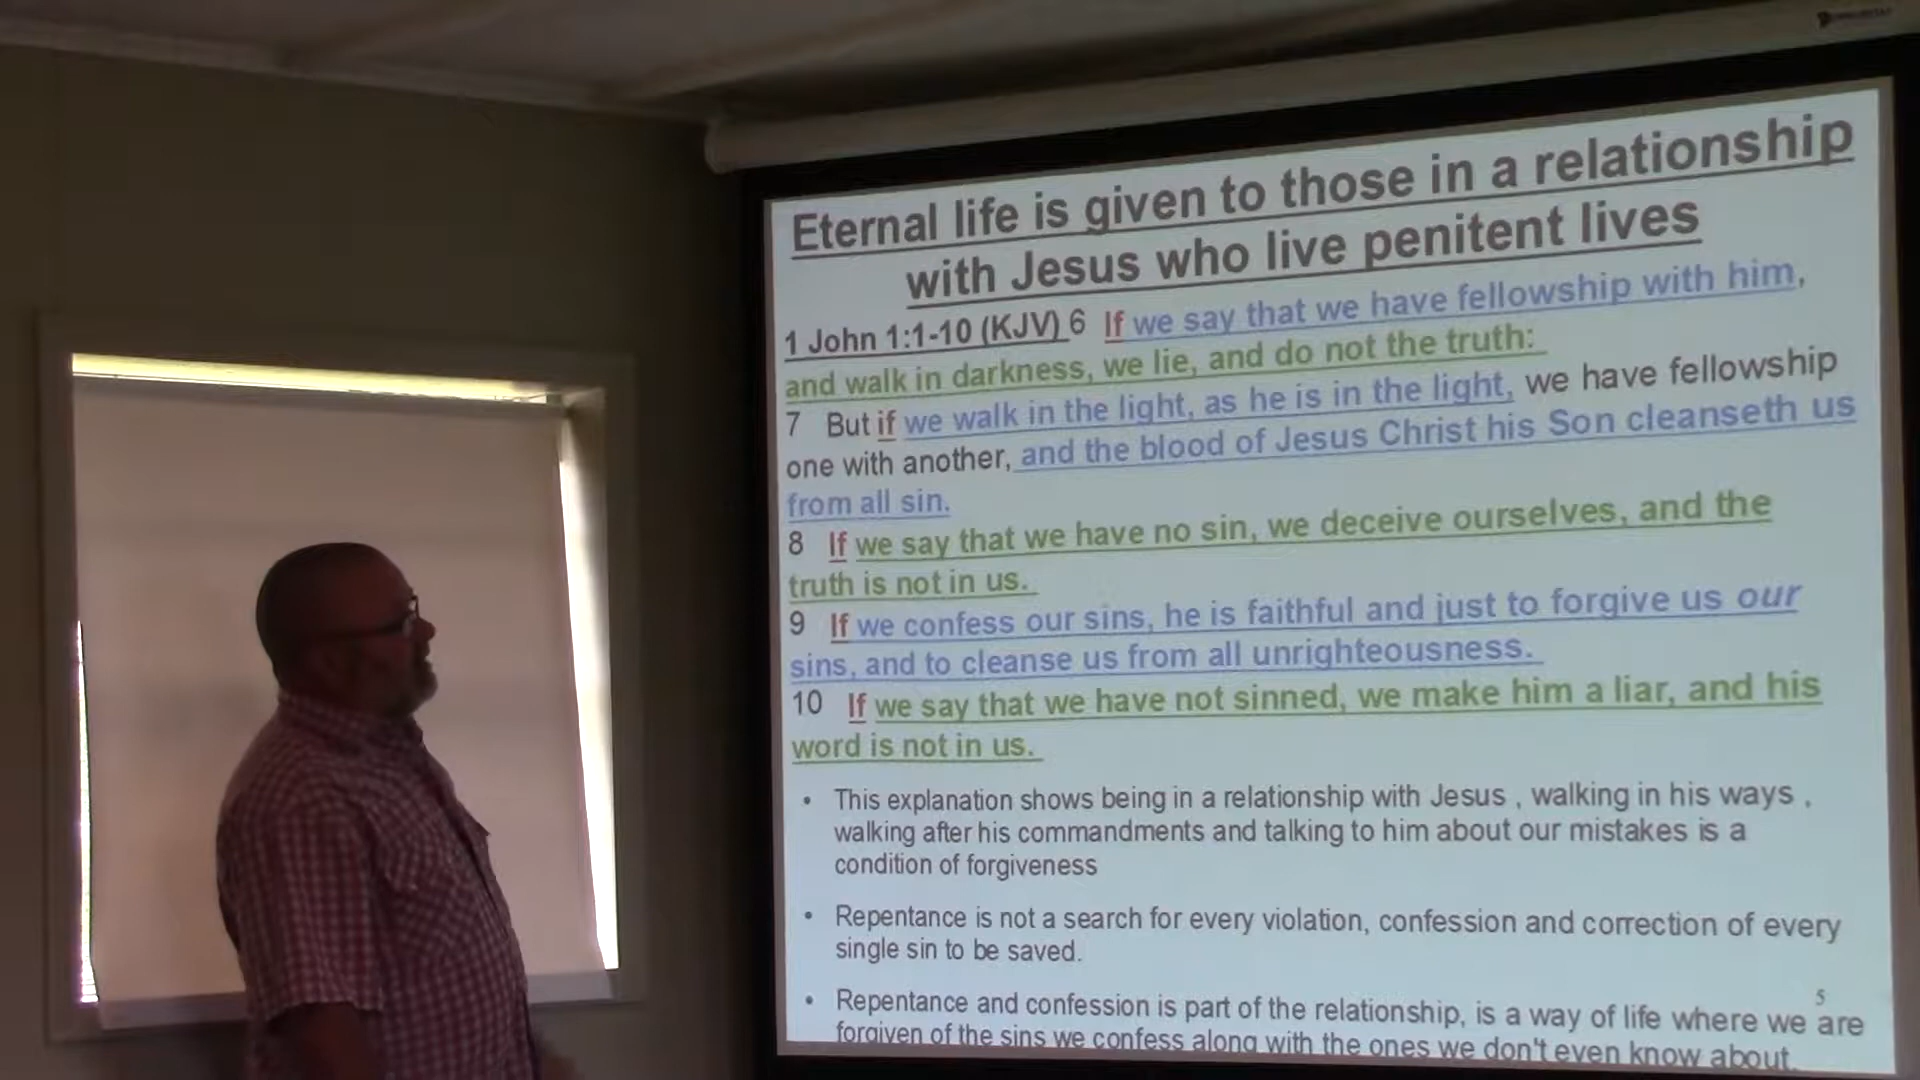 Eternal life is given to those in a relationship
with Jesus who live penitent lives
1 John 1:1-10 (KJV) 6 If we say that we have fellowship with him,
and walk in darkness, we lie, and do not the truth:
7 But if we walk in the light, as he is in the light, we have fellowship
one with another, and the blood of Jesus Christ his Son cleanseth us
from all sin.
8 If we say that we have no sin, we deceive ourselves, and the
truth is not in us.
9 If we confess our sins, he is faithful and just to forgive us our
sins, and to cleanse us from all unrighteousness.
10 If we say that we have not sinned, we make him a liar, and his
word is not in us.
• This explanation shows being in a relationship with Jesus , walking in his ways ,
walking after his commandments and talking to him about our mistakes is a
condition of forgiveness
• Repentance is not a search for every violation, confession and correction of every
single sin to be saved.
• Repentance and confession is part of the relationship, is a way of life where we are
forgiven of the sins we confess along with the ones we don't even know about.
5